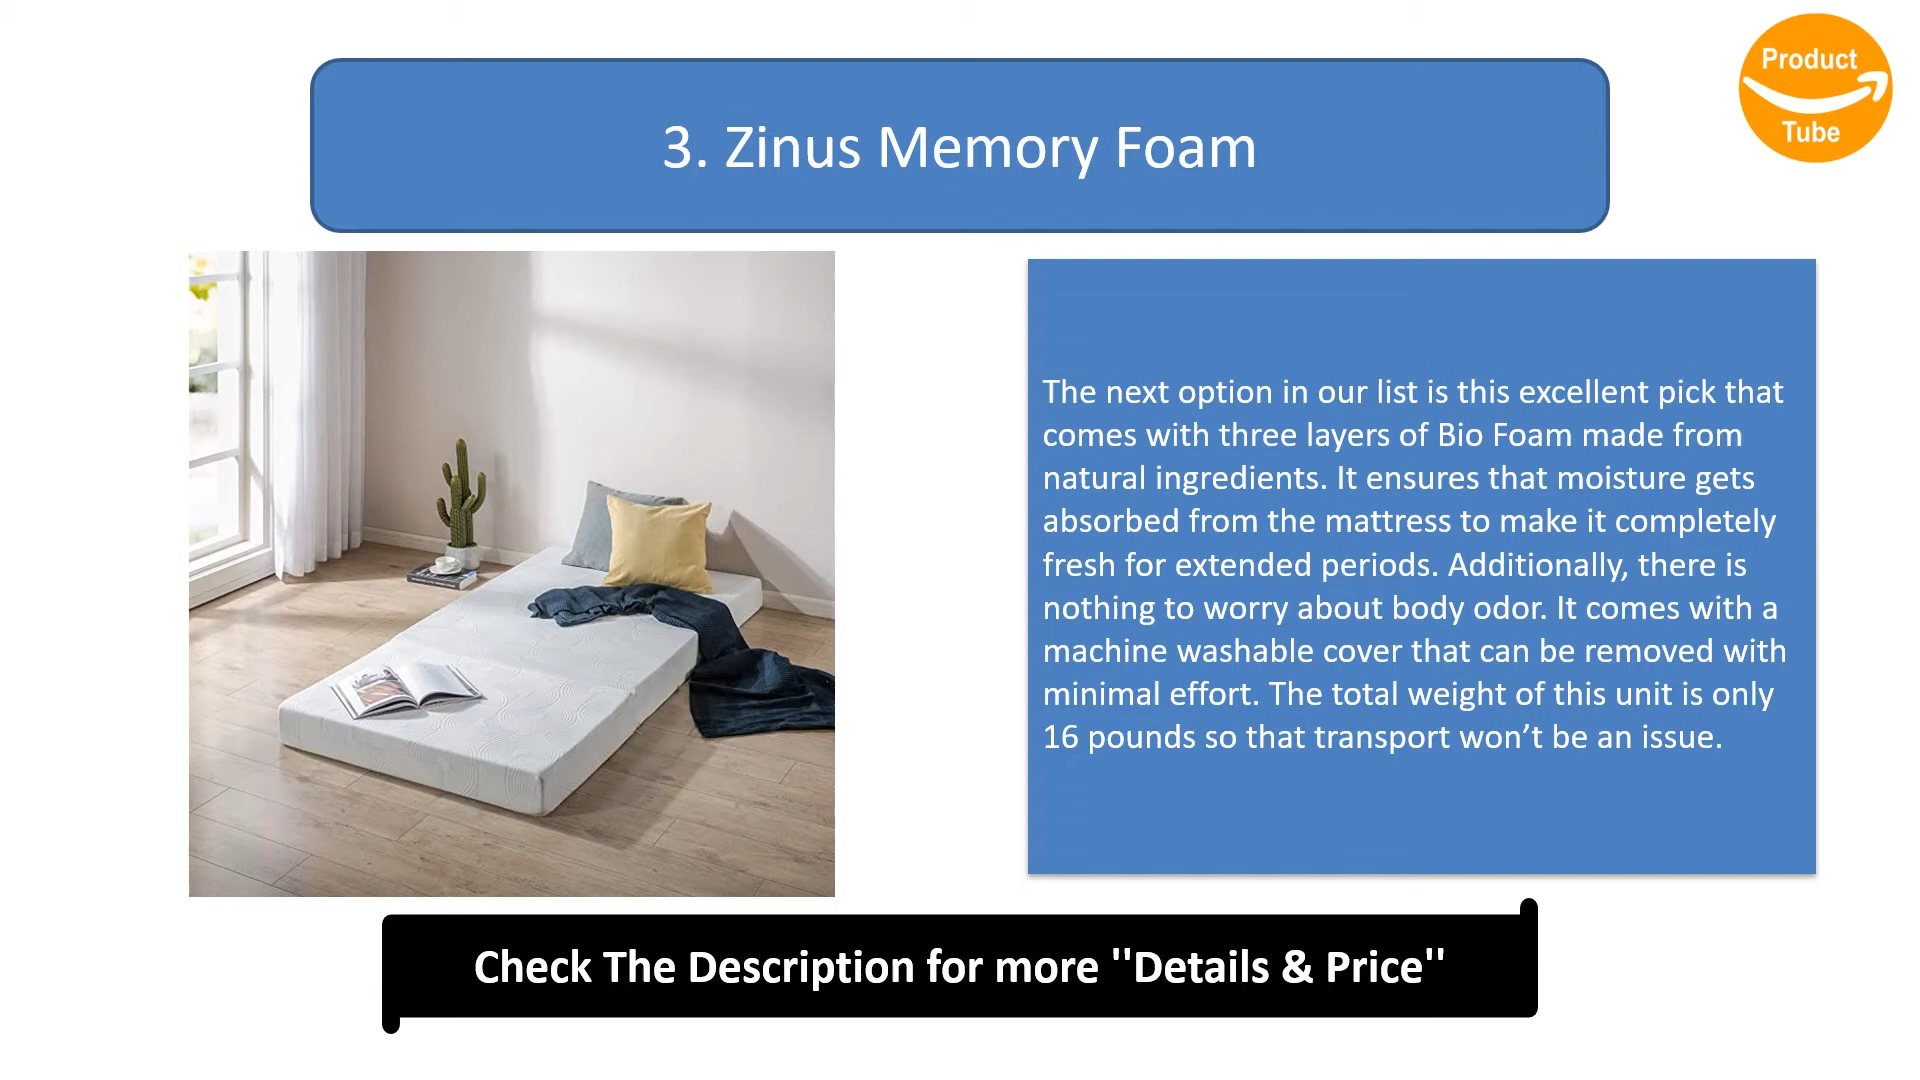 Product
Tube
3. Zinus Memory Foam
The next option in our list is this excellent pick that
comes with three layers of Bio Foam made from
natural ingredients. It ensures that moisture gets
absorbed from the mattress to make it completely
fresh for extended periods. Additionally, there is
nothing to worry about body odor. It comes with a
machine washable cover that can be removed with
minimal effort. The total weight of this unit is only
16 pounds so that transport won’t be an issue.
Check The Description for more ''Details & Price''